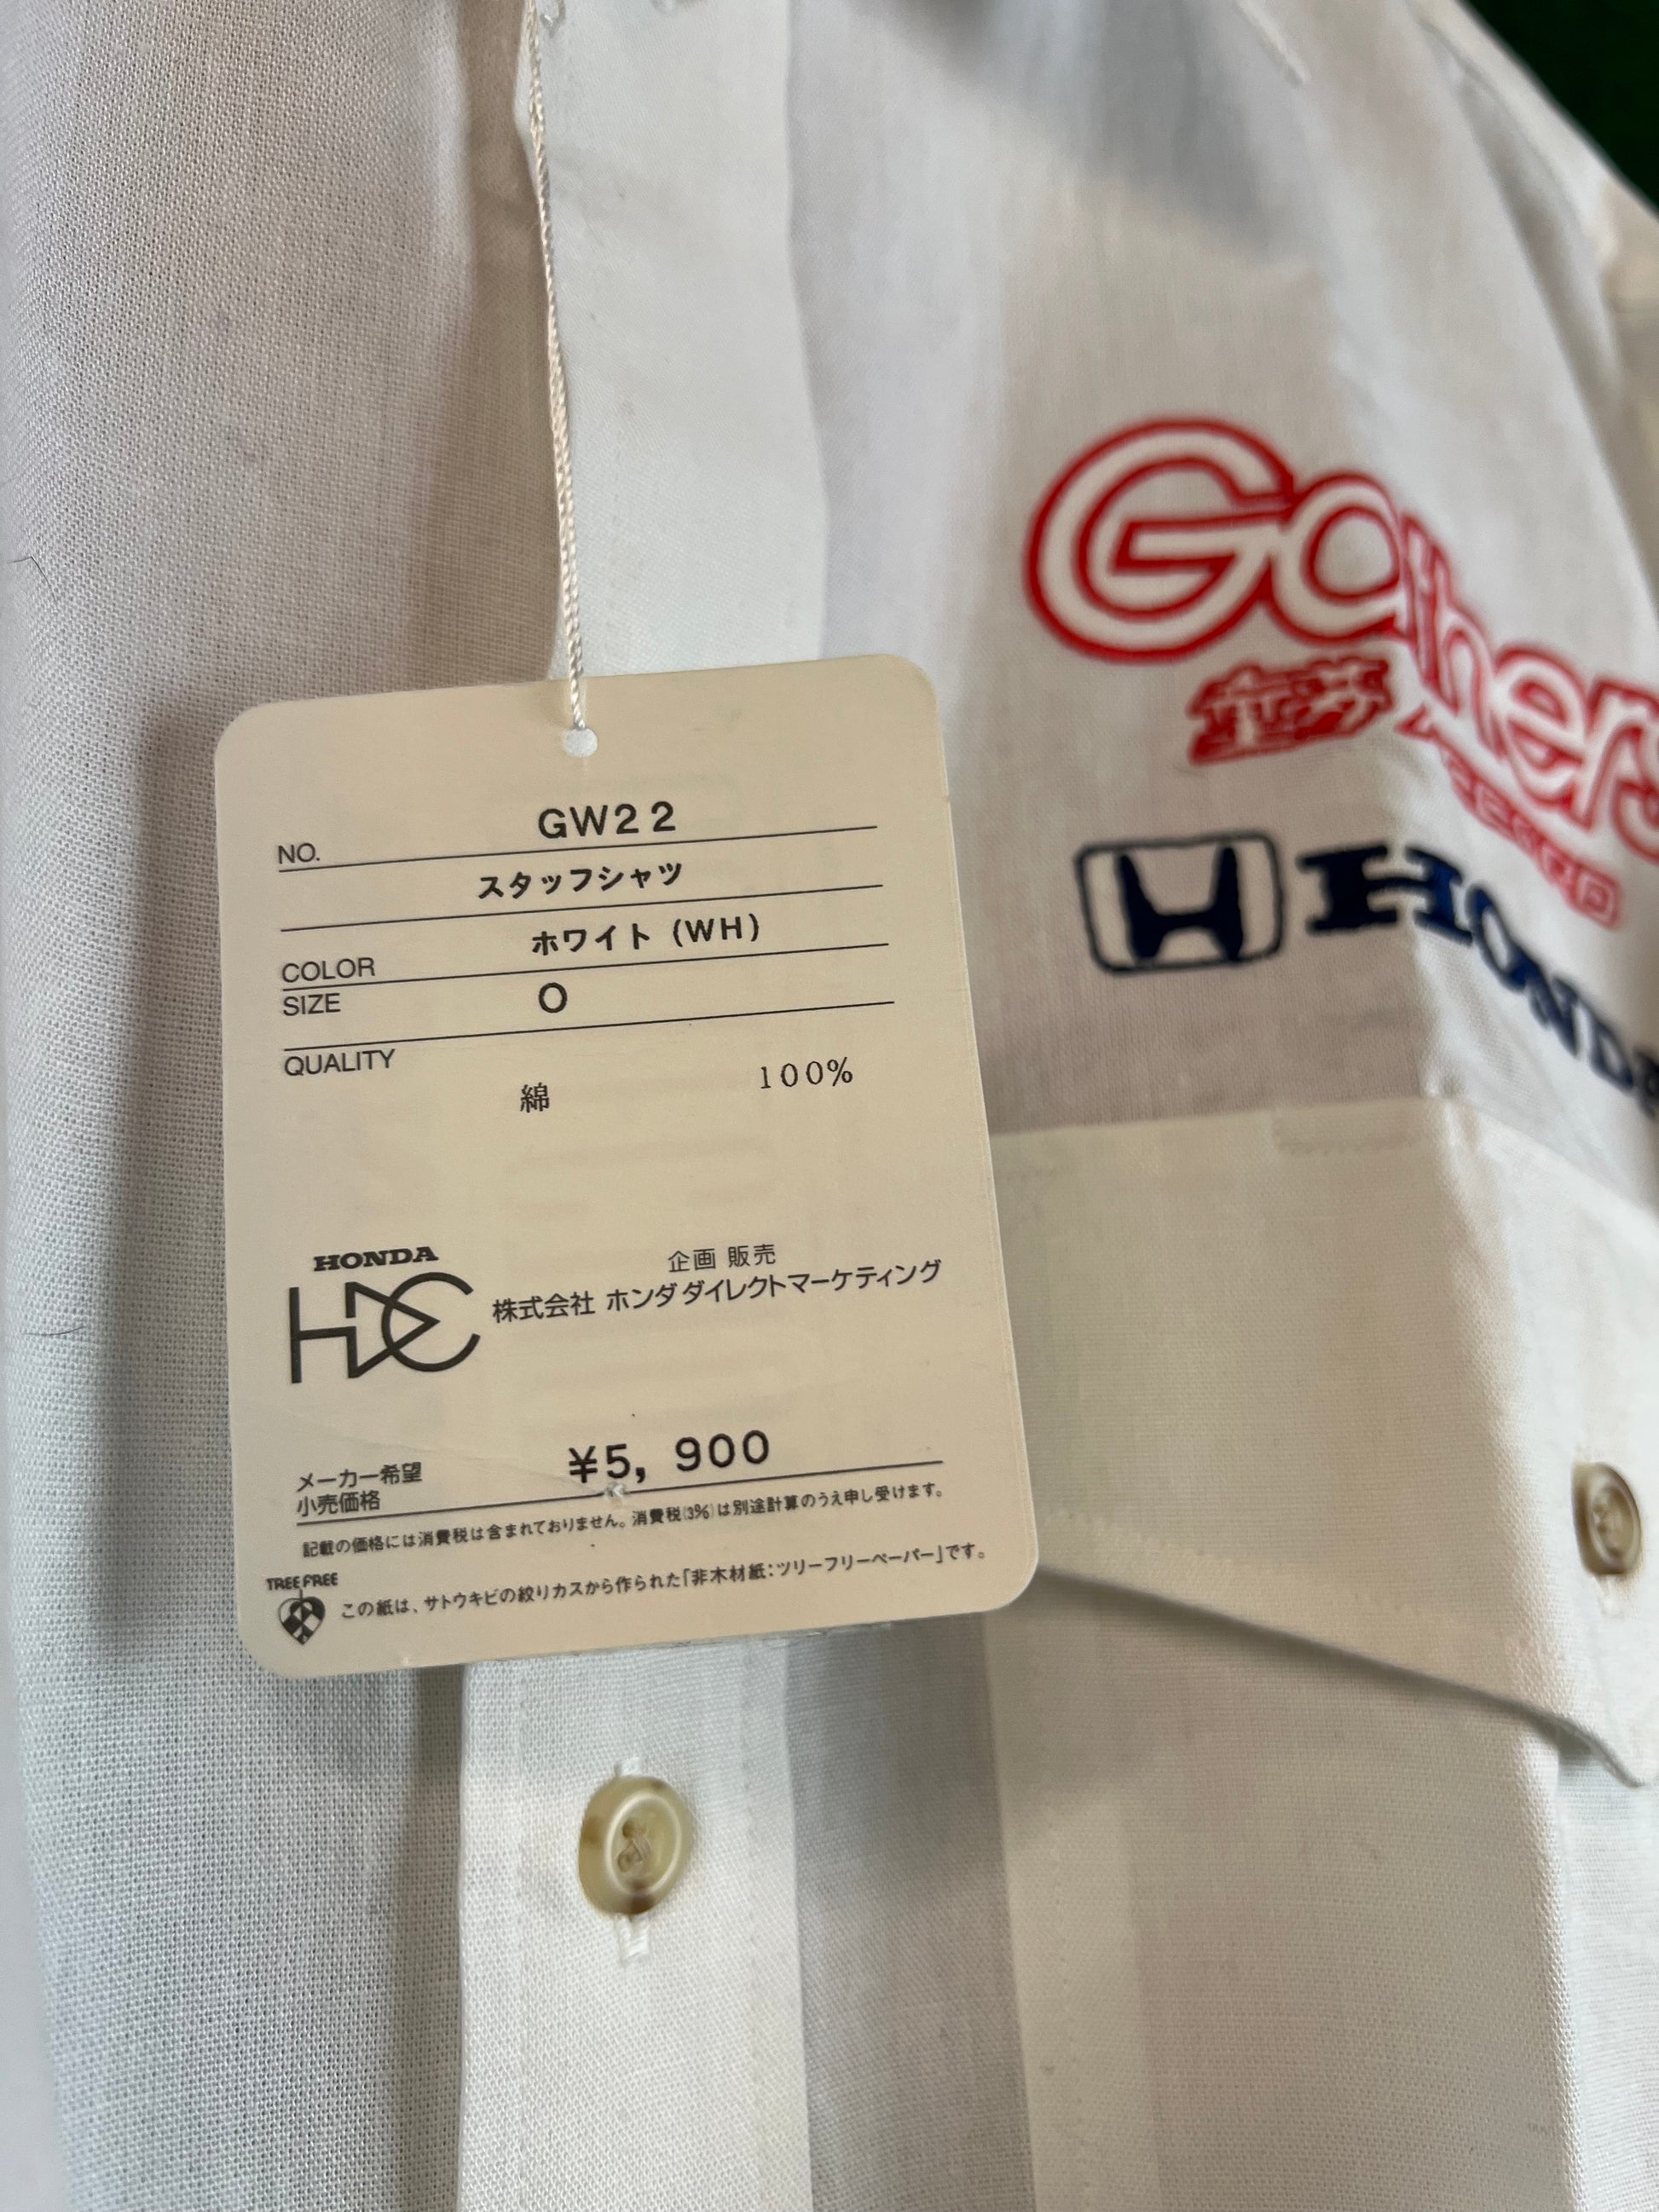 NO. GW22
スタッフシャツ
COLOR ホワイト (WH)
SIZE O
QUALITY
綿 100%
HONDA
HDC
企画 販売
株式会社 ホンダダイレクトマーケティング
メーカー希望
小売価格
¥5, 900
記載の価格には消費税は含まれておりません。消費税(3%)は別途計算のうえ申し受けます。
TREE FREE
この紙は、サトウキビの絞りカスから作られた「非木材紙:ツリーフリーペーパー」です。
Gathers
童夢
HONDA